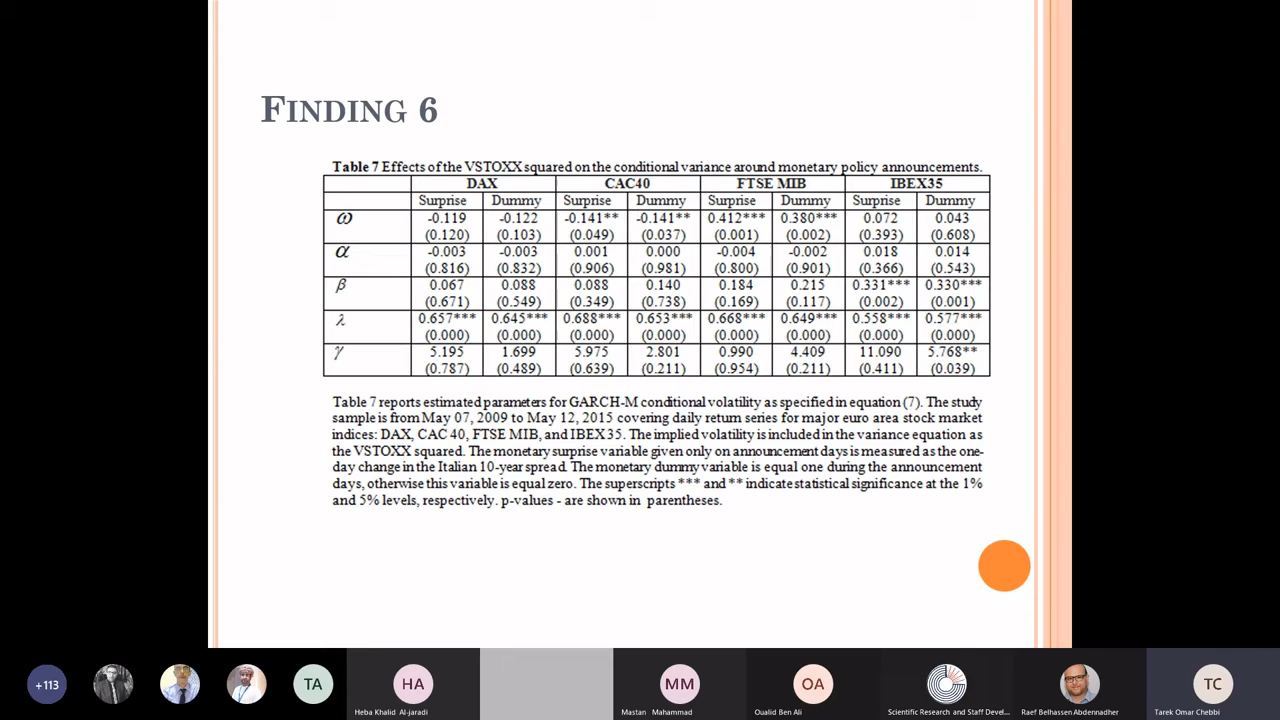 FINDING 6
Table 7 Effects of the VSTOXX squared on the conditional variance around monetary policy announcements.
DAX CAC40 FTSE MIB IBEX35
Surprise Dummy Surprise Dummy Surprise Dummy Surprise Dummy
ω -0.119 -0.122 -0.141** -0.141** 0.412*** 0.380*** 0.072 0.043
(0.120) (0.103) (0.049) (0.037) (0.001) (0.002) (0.393) (0.608)
α -0.003 -0.003 0.001 0.000 -0.004 -0.002 0.018 0.014
(0.816) (0.832) (0.906) (0.981) (0.800) (0.901) (0.366) (0.543)
β 0.067 0.088 0.088 0.140 0.184 0.215 0.331*** 0.330***
(0.671) (0.549) (0.349) (0.738) (0.169) (0.117) (0.002) (0.001)
λ 0.657*** 0.645*** 0.688*** 0.653*** 0.668*** 0.649*** 0.558*** 0.577***
(0.000) (0.000) (0.000) (0.000) (0.000) (0.000) (0.000) (0.000)
γ 5.195 1.699 5.975 2.801 0.990 4.409 11.090 5.768**
(0.787) (0.489) (0.639) (0.211) (0.954) (0.211) (0.411) (0.039)
Table 7 reports estimated parameters for GARCH-M conditional volatility as specified in equation (7). The study
sample is from May 07, 2009 to May 12, 2015 covering daily return series for major euro area stock market
indices: DAX, CAC 40, FTSE MIB, and IBEX 35. The implied volatility is included in the variance equation as
the VSTOXX squared. The monetary surprise variable given only on announcement days is measured as the one-
day change in the Italian 10-year spread. The monetary dummy variable is equal one during the announcement
days, otherwise this variable is equal zero. The superscripts *** and ** indicate statistical significance at the 1%
and 5% levels, respectively. p-values - are shown in parentheses.
+113 TA HA MM OA TC
Heba Khalid Al-jaradi Mastan Mahammad Oualid Ben Ali Scientific Research and Staff Devel... Raef Belhassen Abdennadher Tarek Omar Chebbi